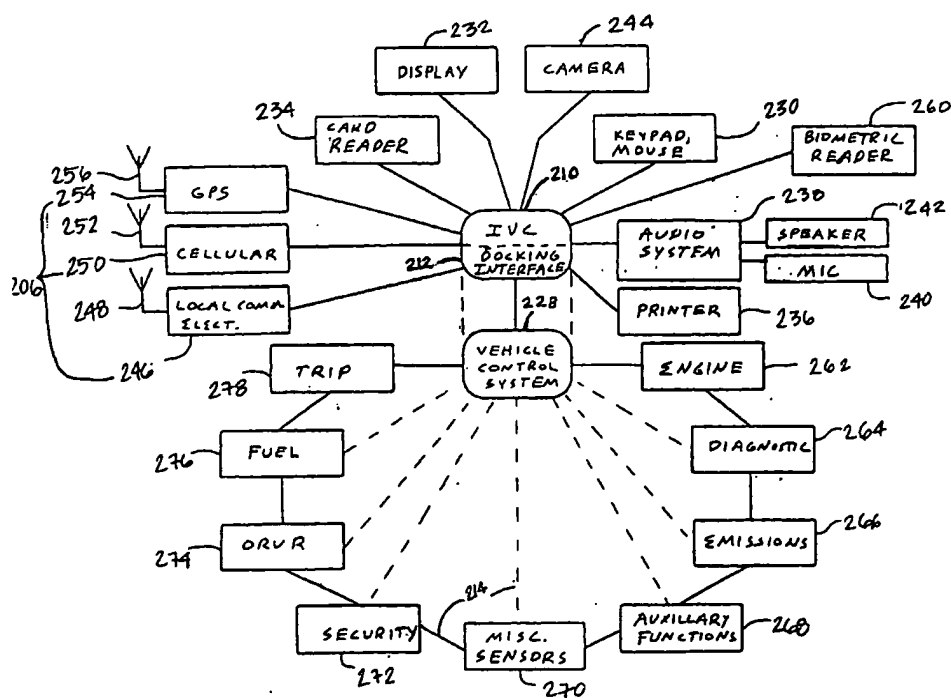 232
244
DISPLAY
CAMERA
234
CARD
READER
230
KEYPAD,
MOUSE
260
BIOMETRIC
READER
256
254
GPS
210
IVC
DOCKING
INTERFACE
212
238
AUDIO
SYSTEM
242
SPEAKER
MIC
240
252
CELLULAR
250
206
248
LOCAL COMM.
ELECT.
246
PRINTER
236
228
VEHICLE
CONTROL
SYSTEM
TRIP
278
ENGINE
262
FUEL
276
DIAGNOSTIC
264
ORVR
274
EMISSIONS
266
214
SECURITY
272
MISC.
SENSORS
270
AUXILLARY
FUNCTIONS
268